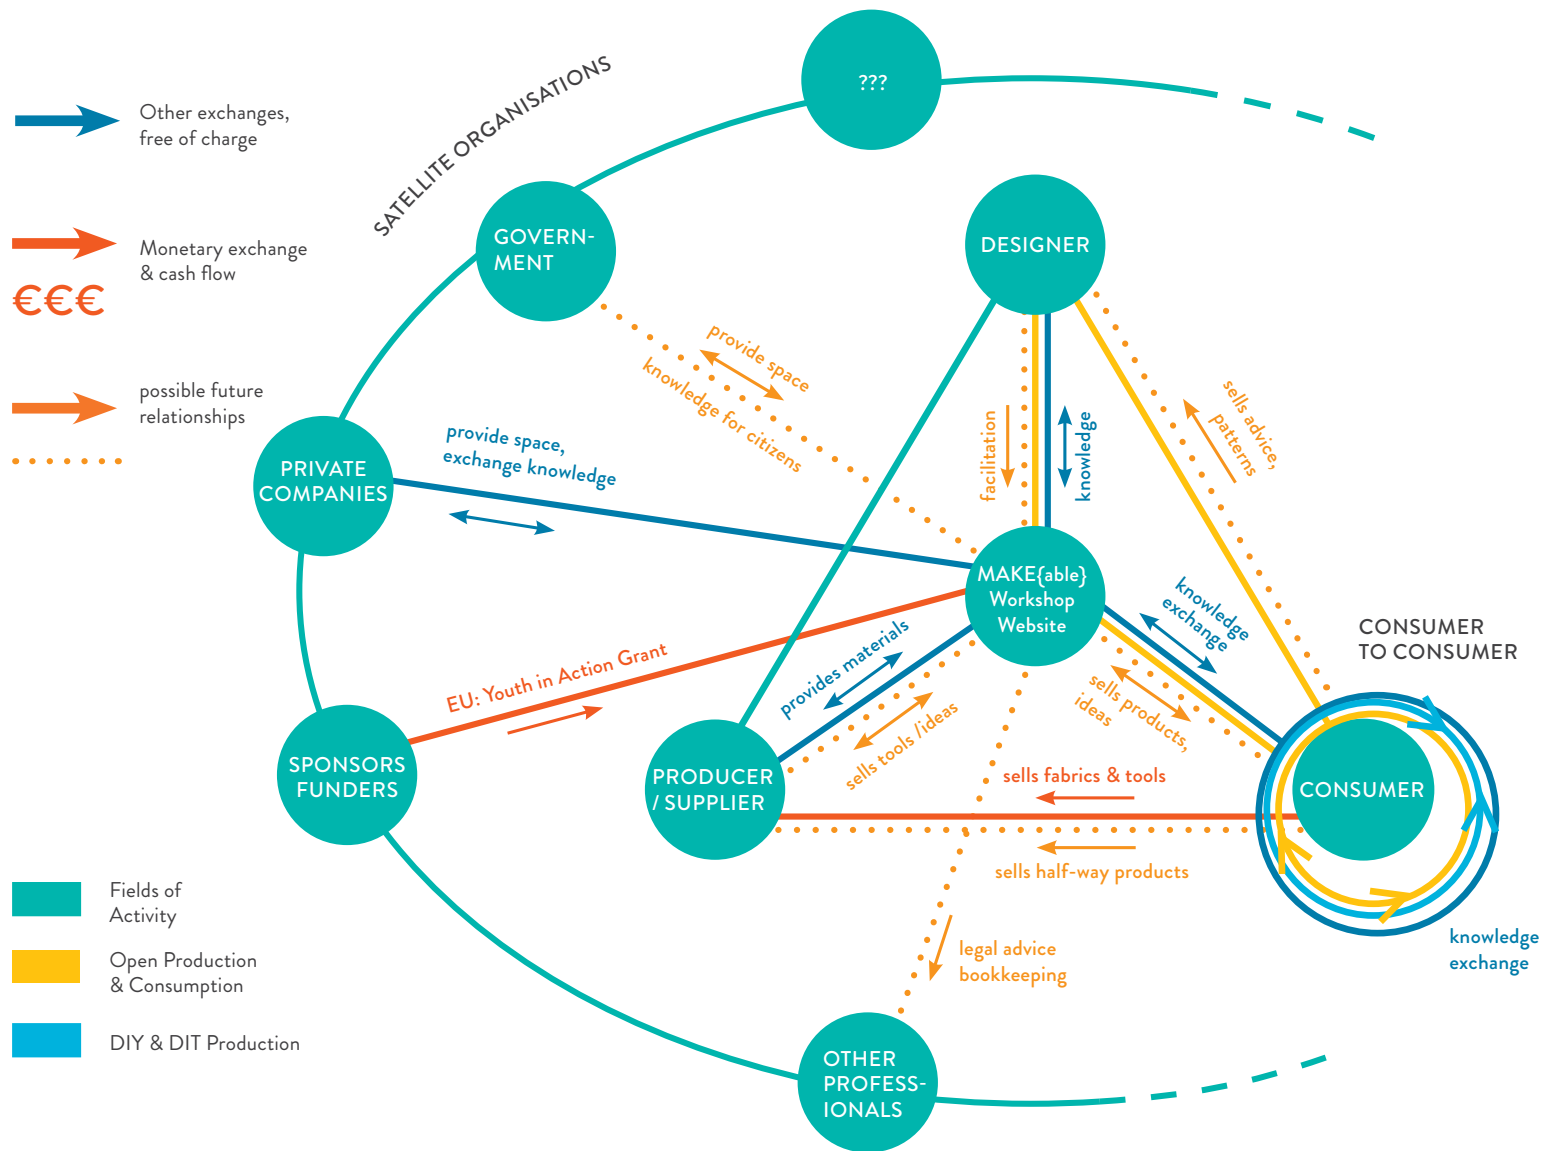 ???
SATELLITE ORGANISATIONS
Other exchanges,
free of charge
Monetary exchange
& cash flow
€€€
possible future
relationships
GOVERN-
MENT
DESIGNER
provide space
knowledge for citizens
PRIVATE
COMPANIES
provide space,
exchange knowledge
facilitation
knowledge
sells advice,
patterns
MAKE{able}
Workshop
Website
knowledge
exchange
CONSUMER
TO CONSUMER
EU: Youth in Action Grant
provides materials
sells tools /ideas
sells products,
ideas
SPONSORS
FUNDERS
PRODUCER
/ SUPPLIER
sells fabrics & tools
CONSUMER
sells half-way products
Fields of
Activity
Open Production
& Consumption
DIY & DIT Production
legal advice
bookkeeping
knowledge
exchange
OTHER
PROFESS-
IONALS